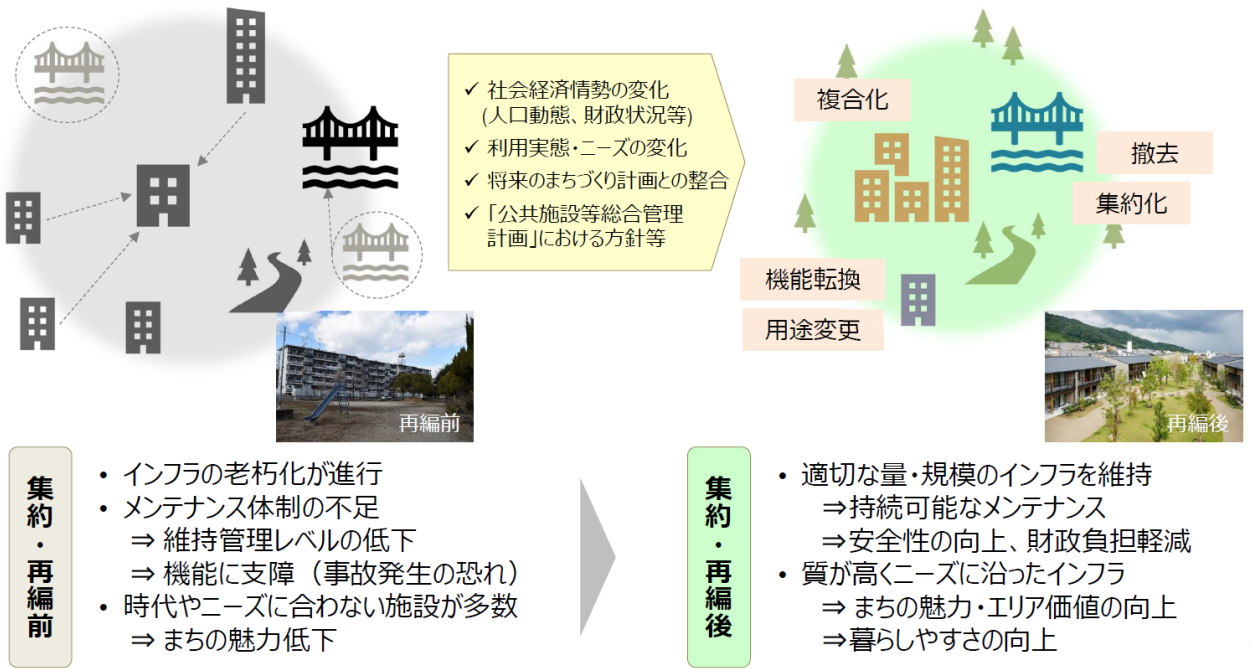 ✓ 社会経済情勢の変化
(人口動態、財政状況等)
✓ 利用実態・ニーズの変化
✓ 将来のまちづくり計画との整合
✓ 「公共施設等総合管理
計画」における方針等
複合化
撤去
集約化
機能転換
用途変更
再編前
再編後
集約・再編前
• インフラの老朽化が進行
• メンテナンス体制の不足
⇒ 維持管理レベルの低下
⇒ 機能に支障（事故発生の恐れ）
• 時代やニーズに合わない施設が多数
⇒ まちの魅力低下
集約・再編後
• 適切な量・規模のインフラを維持
⇒持続可能なメンテナンス
⇒安全性の向上、財政負担軽減
• 質が高くニーズに沿ったインフラ
⇒ まちの魅力・エリア価値の向上
⇒暮らしやすさの向上